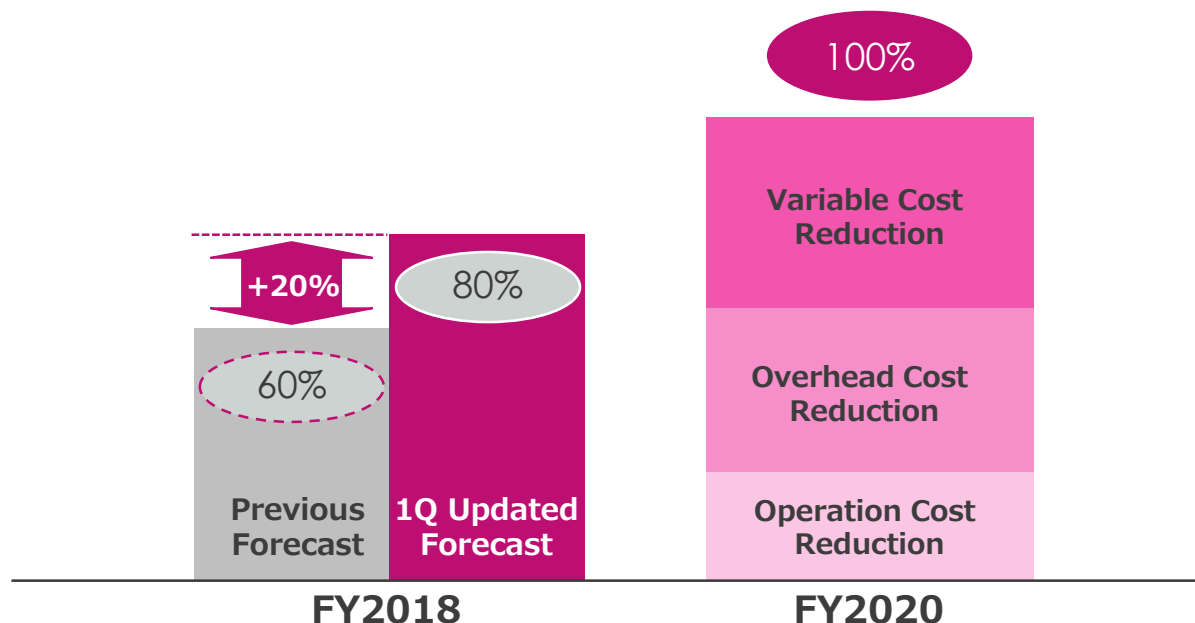 100%
Variable Cost
Reduction
+20%
80%
60%
Overhead Cost
Reduction
Previous
Forecast
1Q Updated
Forecast
Operation Cost
Reduction
FY2018
FY2020